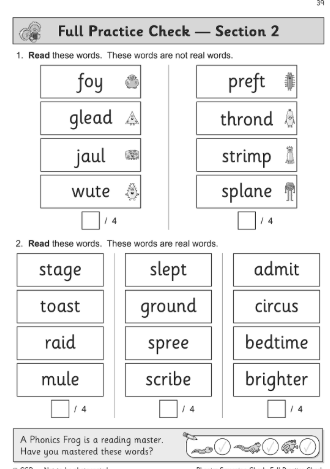 39
Full Practice Check — Section 2
1. Read these words. These words are not real words.
foy
glead
jaul
wute
/ 4
preft
thrond
strimp
splane
/ 4
2. Read these words. These words are real words.
stage
toast
raid
mule
/ 4
slept
ground
spree
scribe
/ 4
admit
circus
bedtime
brighter
/ 4
A Phonics Frog is a reading master.
Have you mastered these words?